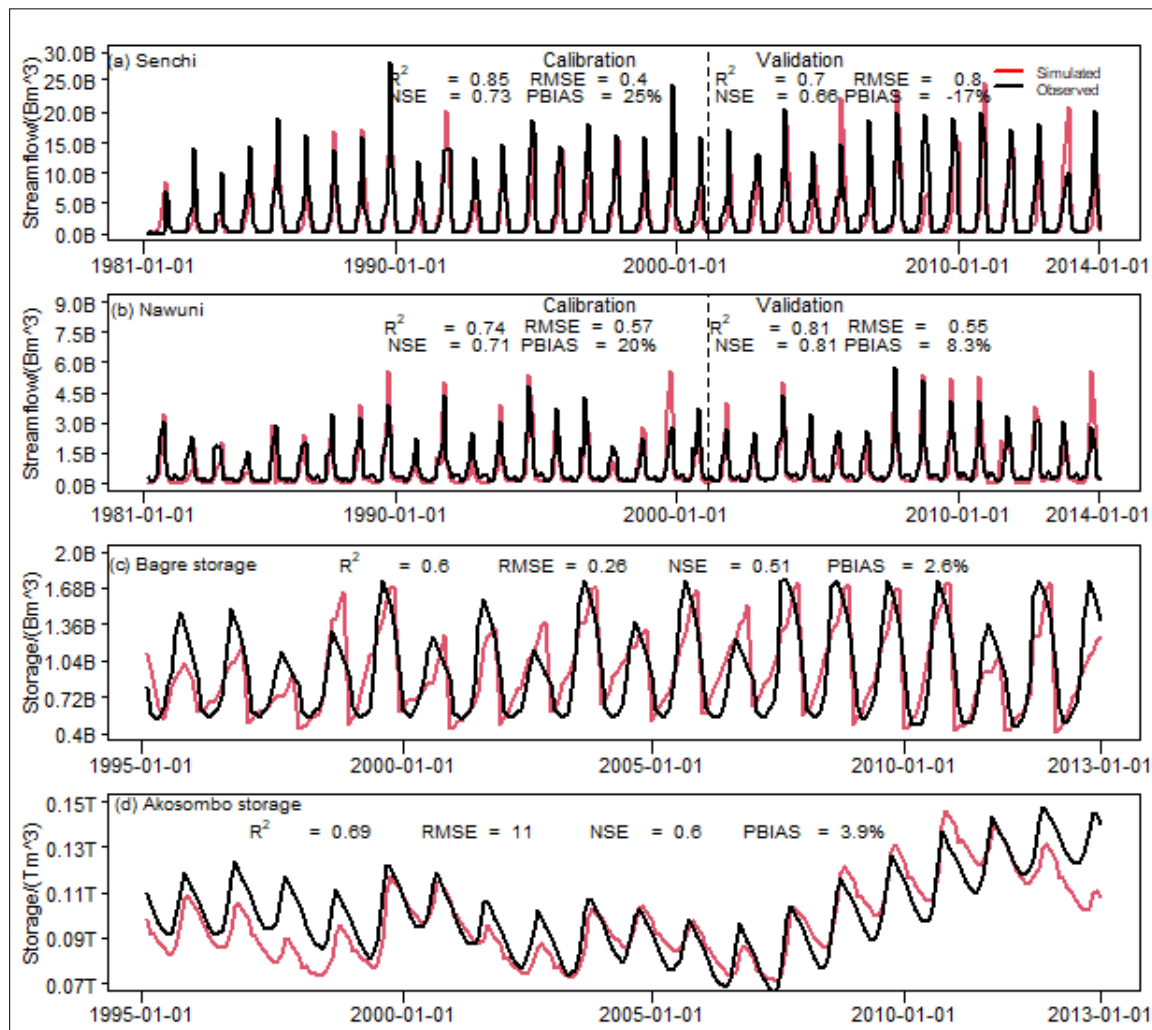 30.0B
(a) Senchi
Calibration
Validation
25.0B
R^2 = 0.85 RMSE = 0.4
R^2 = 0.7 RMSE = 0.8
NSE = 0.73 PBIAS = 25%
NSE = 0.66 PBIAS = -17%
Simulated
Observed
20.0B
15.0B
10.0B
5.0B
0.0B
Streamflow/(Bm^3)
1981-01-01
1990-01-01
2000-01-01
2010-01-01
2014-01-01
9.0B
(b) Nawuni
Calibration
Validation
7.5B
R^2 = 0.74 RMSE = 0.57
R^2 = 0.81 RMSE = 0.55
NSE = 0.71 PBIAS = 20%
NSE = 0.81 PBIAS = 8.3%
6.0B
4.5B
3.0B
1.5B
0.0B
Streamflow/(Bm^3)
1981-01-01
1990-01-01
2000-01-01
2010-01-01
2014-01-01
2.0B
(c) Bagre storage
R^2 = 0.6 RMSE = 0.26 NSE = 0.51 PBIAS = 2.6%
1.68B
1.36B
1.04B
0.72B
0.4B
Storage/(Bm^3)
1995-01-01
2000-01-01
2005-01-01
2010-01-01
2013-01-01
0.15T
(d) Akosombo storage
R^2 = 0.69 RMSE = 11 NSE = 0.6 PBIAS = 3.9%
0.13T
0.11T
0.09T
0.07T
Storage/(Tm^3)
1995-01-01
2000-01-01
2005-01-01
2010-01-01
2013-01-01